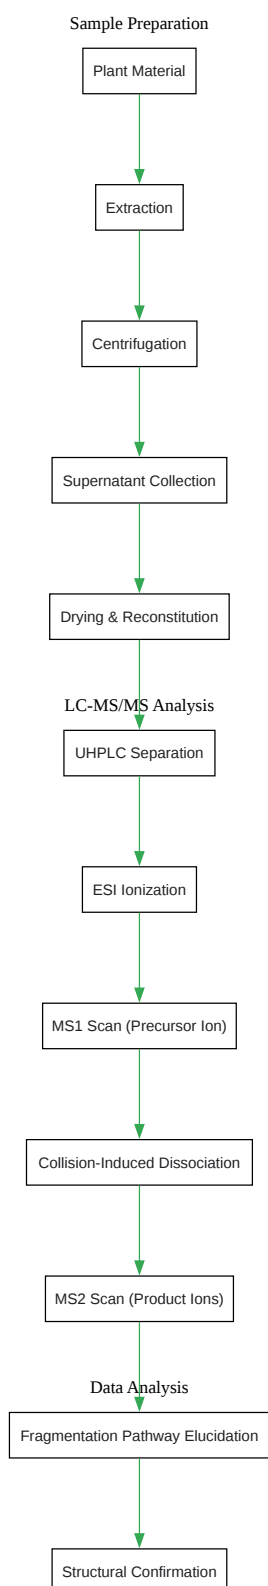 Sample Preparation
Plant Material
Extraction
Centrifugation
Supernatant Collection
Drying & Reconstitution
LC-MS/MS Analysis
UHPLC Separation
ESI Ionization
MS1 Scan (Precursor Ion)
Collision-Induced Dissociation
MS2 Scan (Product Ions)
Data Analysis
Fragmentation Pathway Elucidation
Structural Confirmation